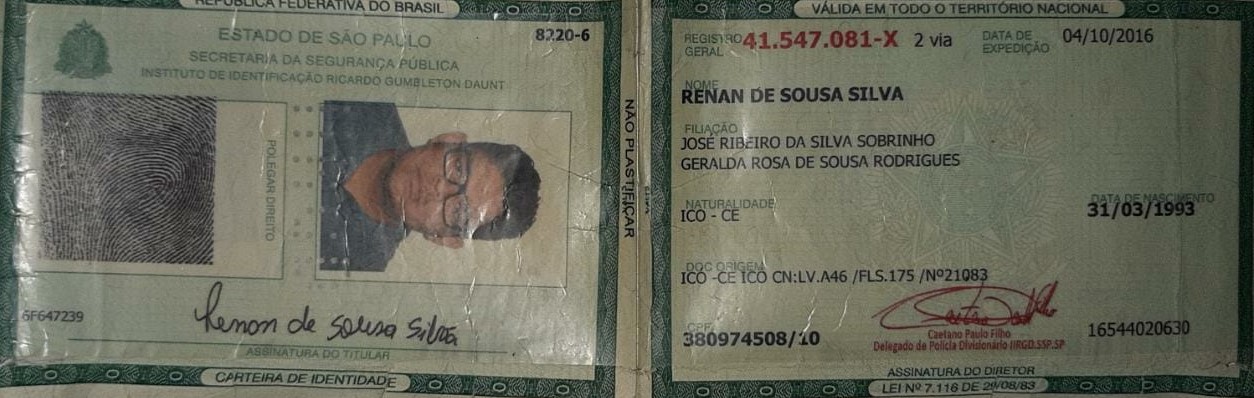 REPÚBLICA FEDERATIVA DO BRASIL
ESTADO DE SÃO PAULO
8220-6
SECRETARIA DA SEGURANÇA PÚBLICA
INSTITUTO DE IDENTIFICAÇÃO RICARDO GUMBLETON DAUNT
POLEGAR DIREITO
6F647239
Renan de Sousa Silva
ASSINATURA DO TITULAR
CARTEIRA DE IDENTIDADE
NÃO PLASTIFICAR
VÁLIDA EM TODO O TERRITÓRIO NACIONAL
REGISTRO GERAL 41.547.081-X 2 via DATA DE EXPEDIÇÃO 04/10/2016
NOME
RENAN DE SOUSA SILVA
FILIAÇÃO
JOSÉ RIBEIRO DA SILVA SOBRINHO
GERALDA ROSA DE SOUSA RODRIGUES
NATURALIDADE DATA DE NASCIMENTO
ICO - CE 31/03/1993
DOC ORIGEM
ICO -CE ICO CN:LV.A46 /FLS.175 /Nº21083
CPF
380974508/10
Caetano Paulo Filho
Delegado de Polícia Divisionário IIRGD.SSP.SP
16544020630
ASSINATURA DO DIRETOR
LEI Nº 7.116 DE 29/08/83